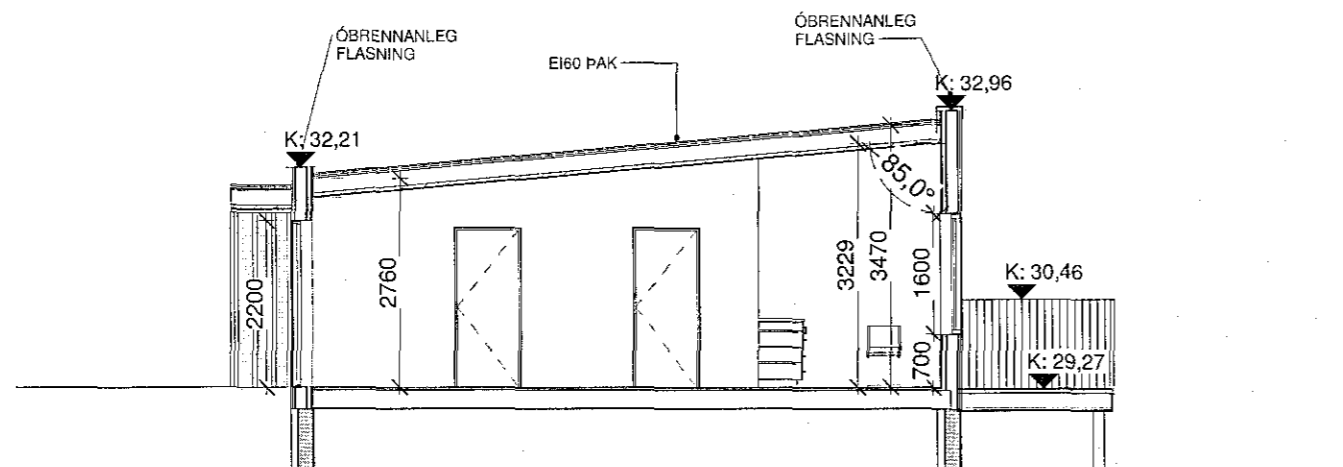 ÓBRENNANLEG
FLASNING
ÓBRENNANLEG
FLASNING
EI60 ÞAK
K: 32,96
K: 32,21
85,0°
2200
2760
3229
3470
1600
700
K: 30,46
K: 29,27